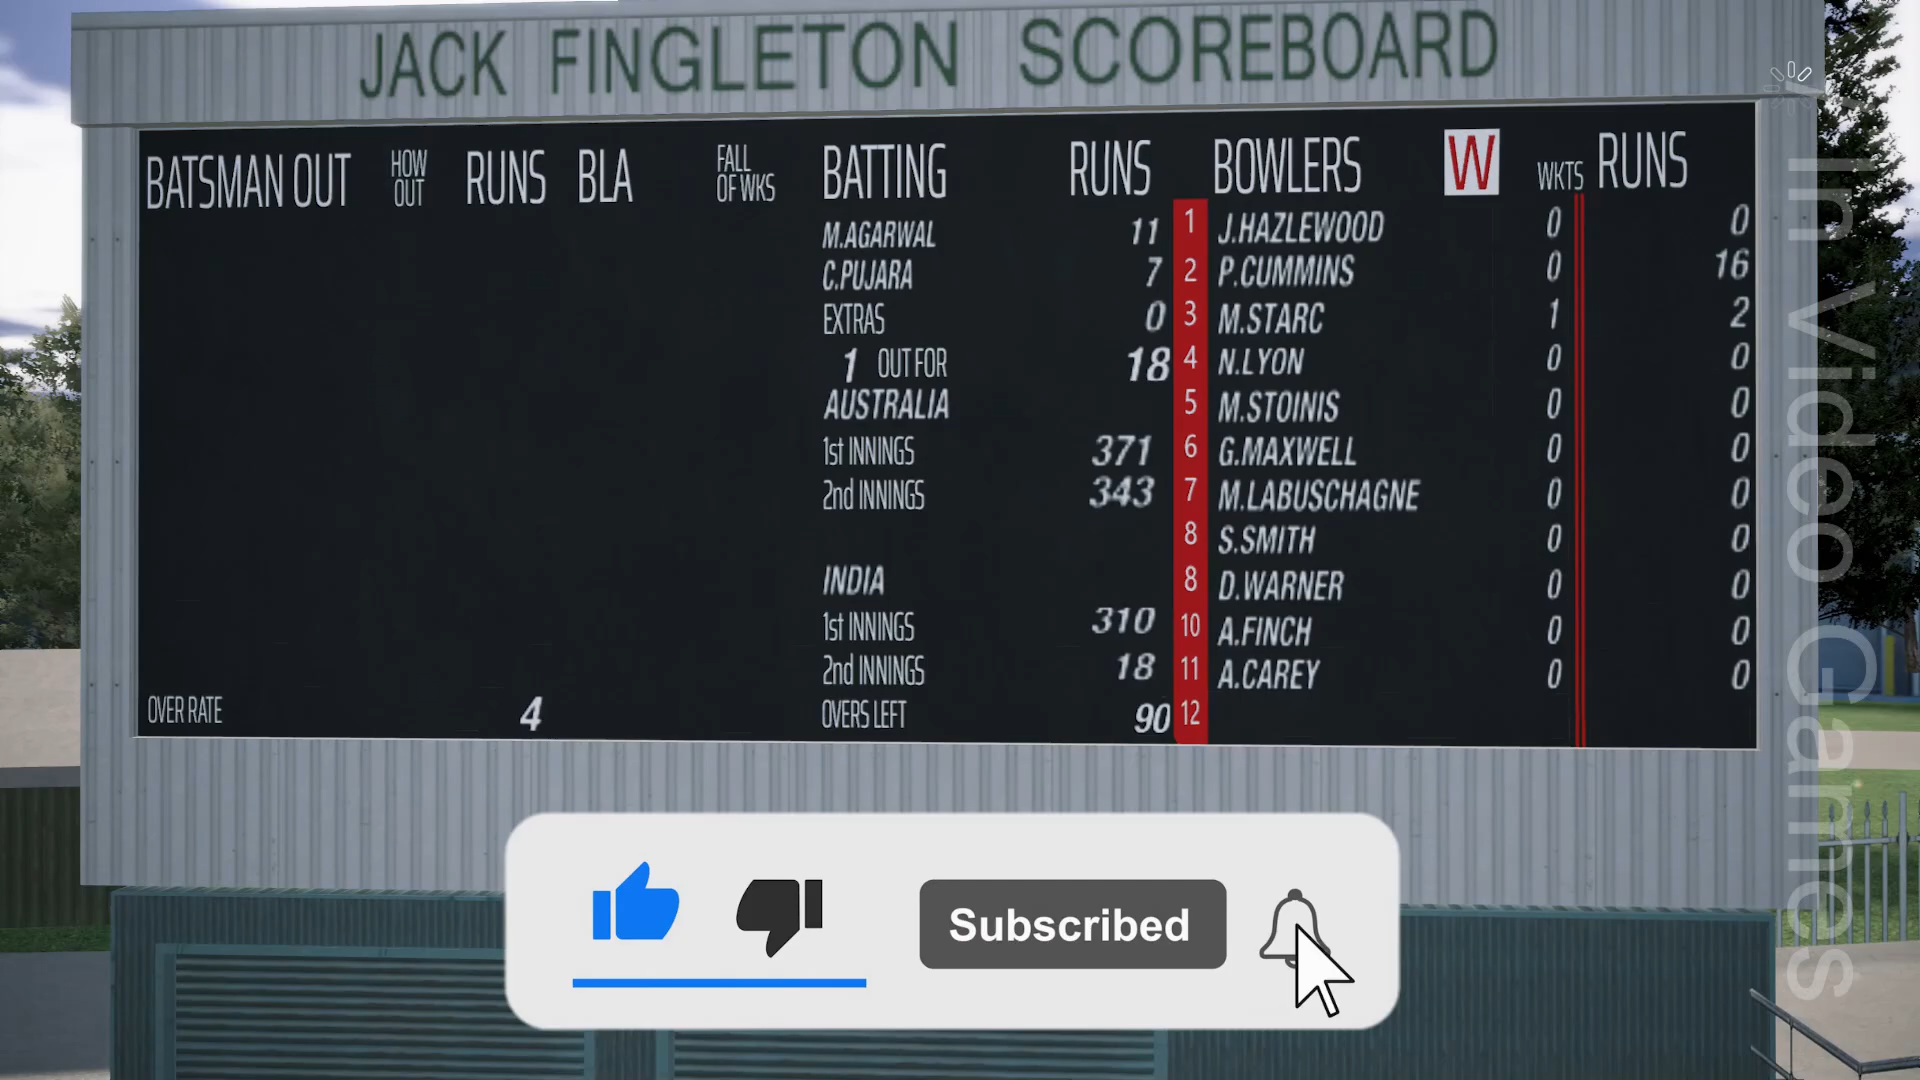 JACK FINGLETON SCOREBOARD
BATSMAN OUT HOW OUT RUNS BLA FALL OF WKS BATTING RUNS BOWLERS W WKTS RUNS
M.AGARWAL 11 1 J.HAZLEWOOD 0 0
C.PUJARA 7 2 P.CUMMINS 0 16
EXTRAS 0 3 M.STARC 1 2
1 OUT FOR 18 4 N.LYON 0 0
AUSTRALIA 5 M.STOINIS 0 0
1st INNINGS 371 6 G.MAXWELL 0 0
2nd INNINGS 343 7 M.LABUSCHAGNE 0 0
8 S.SMITH 0 0
INDIA 8 D.WARNER 0 0
1st INNINGS 310 10 A.FINCH 0 0
2nd INNINGS 18 11 A.CAREY 0 0
OVER RATE 4 OVERS LEFT 90 12
Subscribed
V In Video Games